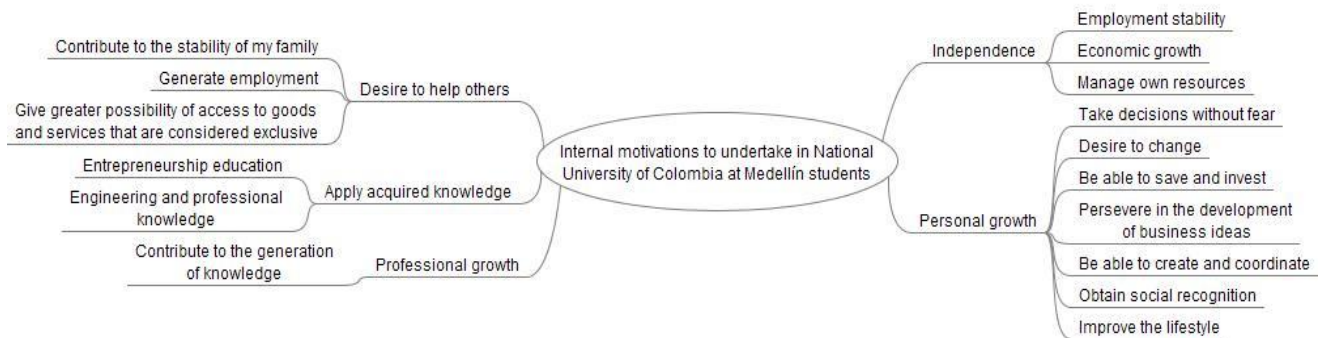 Internal motivations to undertake in National
University of Colombia at Medellín students
Desire to help others
Contribute to the stability of my family
Generate employment
Give greater possibility of access to goods
and services that are considered exclusive
Apply acquired knowledge
Entrepreneurship education
Engineering and professional
knowledge
Professional growth
Contribute to the generation
of knowledge
Independence
Employment stability
Economic growth
Manage own resources
Personal growth
Take decisions without fear
Desire to change
Be able to save and invest
Persevere in the development
of business ideas
Be able to create and coordinate
Obtain social recognition
Improve the lifestyle